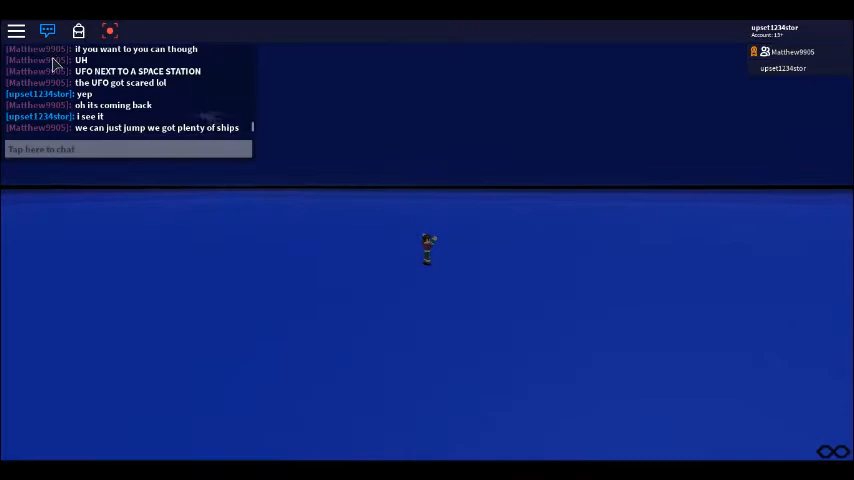 upset1234stor
Account: 13+
Matthew9905
upset1234stor
[Matthew9905]: if you want to you can though
[Matthew9905]: UH
[Matthew9905]: UFO NEXT TO A SPACE STATION
[Matthew9905]: the UFO got scared lol
[upset1234stor]: yep
[Matthew9905]: oh its coming back
[upset1234stor]: i see it
[Matthew9905]: we can just jump we got plenty of ships
Tap here to chat